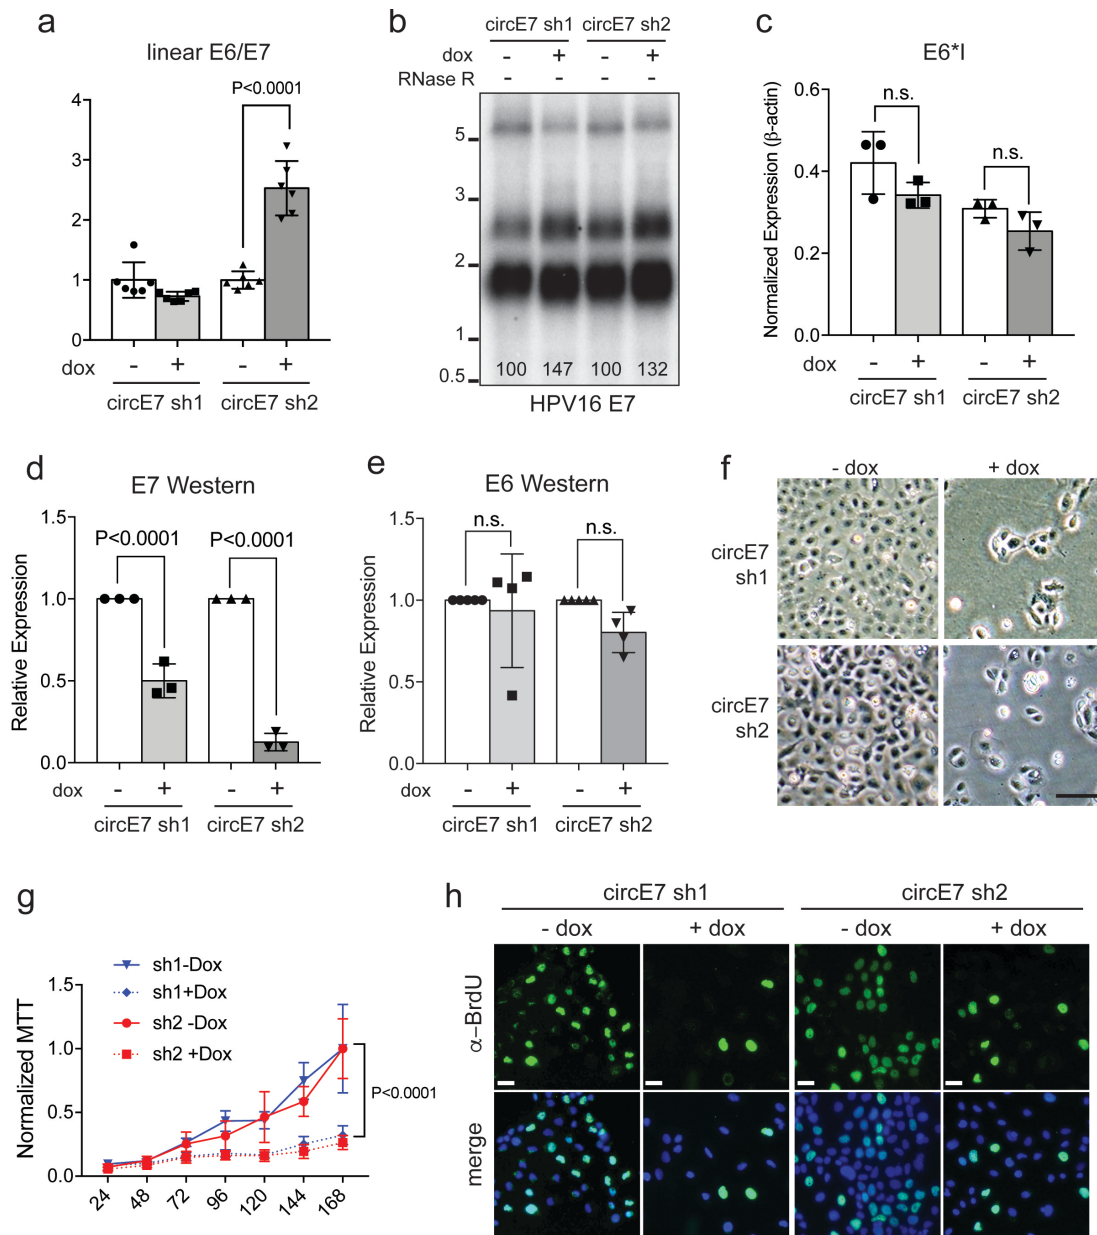 a
linear E6/E7
P<0.0001
4
3
2
1
0
dox - + - +
circE7 sh1 circE7 sh2
b
circE7 sh1 circE7 sh2
dox - + - +
RNase R - - - -
5
3
2
1
0.5
100 147 100 132
HPV16 E7
c
E6*I
Normalized Expression (β-actin)
0.6
0.4
0.2
0.0
n.s.
n.s.
dox - + - +
circE7 sh1 circE7 sh2
d
E7 Western
Relative Expression
1.5
1.0
0.5
0.0
P<0.0001 P<0.0001
dox - + - +
circE7 sh1 circE7 sh2
e
E6 Western
Relative Expression
1.5
1.0
0.5
0.0
n.s. n.s.
dox - + - +
circE7 sh1 circE7 sh2
f
- dox + dox
circE7
sh1
circE7
sh2
g
Normalized MTT
1.5
1.0
0.5
0.0
sh1-Dox
sh1+Dox
sh2 -Dox
sh2 +Dox
P<0.0001
24 48 72 96 120 144 168
h
circE7 sh1 circE7 sh2
- dox + dox - dox + dox
α-BrdU
merge